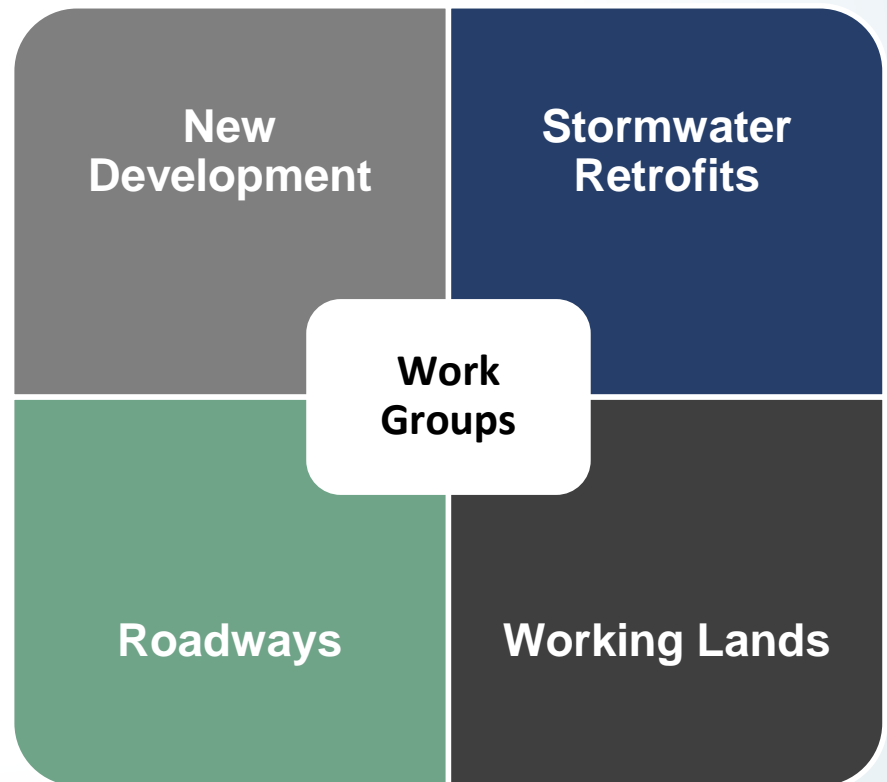 New
Development
Stormwater
Retrofits
Work
Groups
Roadways
Working Lands